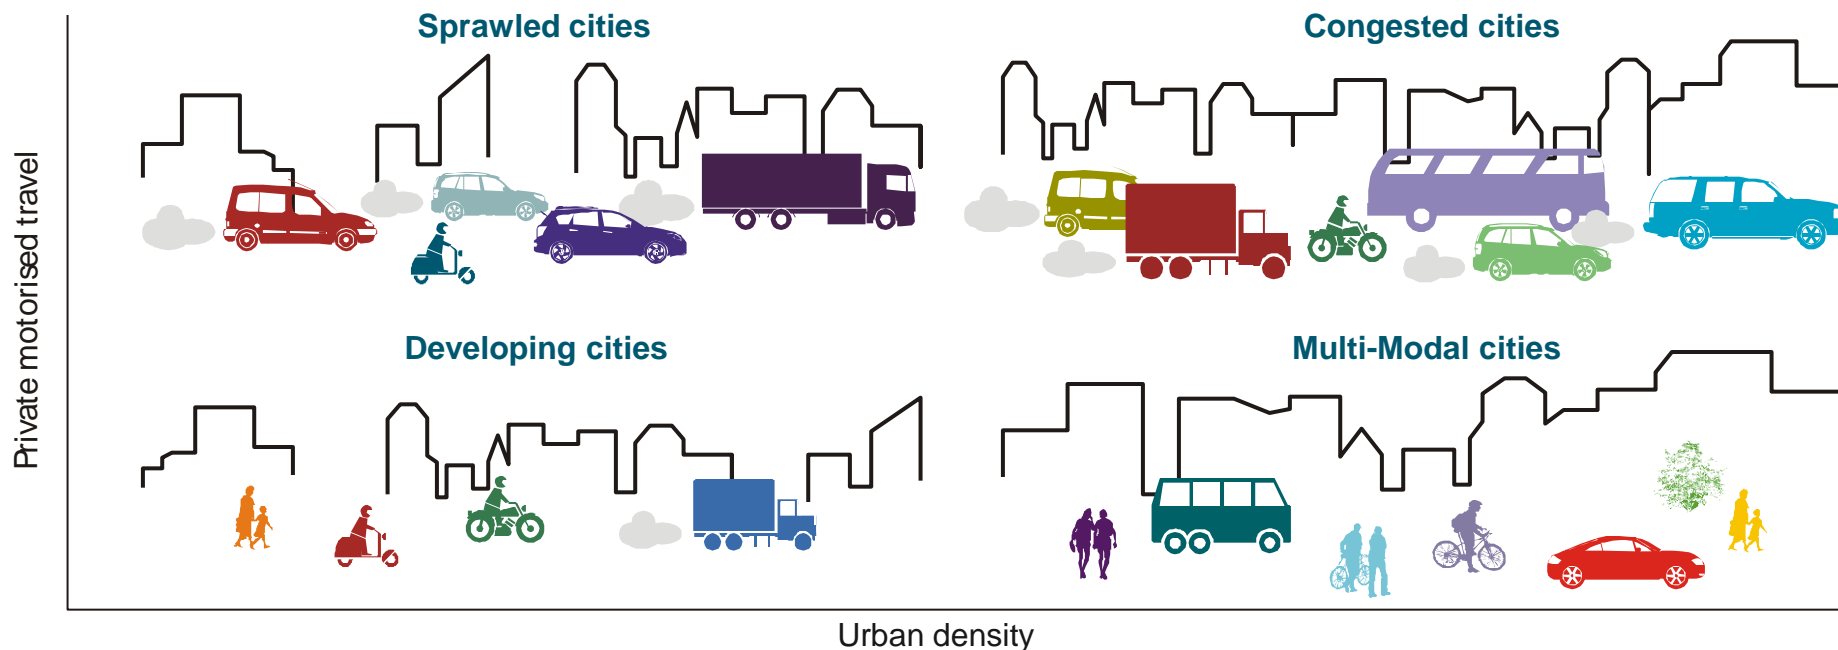 Sprawled cities
Congested cities
Private motorised travel
Developing cities
Multi-Modal cities
Urban density